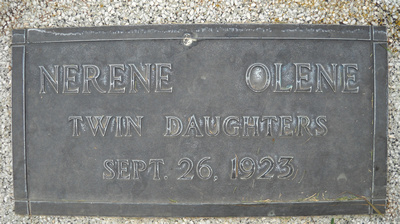 NERENE OLENE
TWIN DAUGHTERS
SEPT. 26, 1923